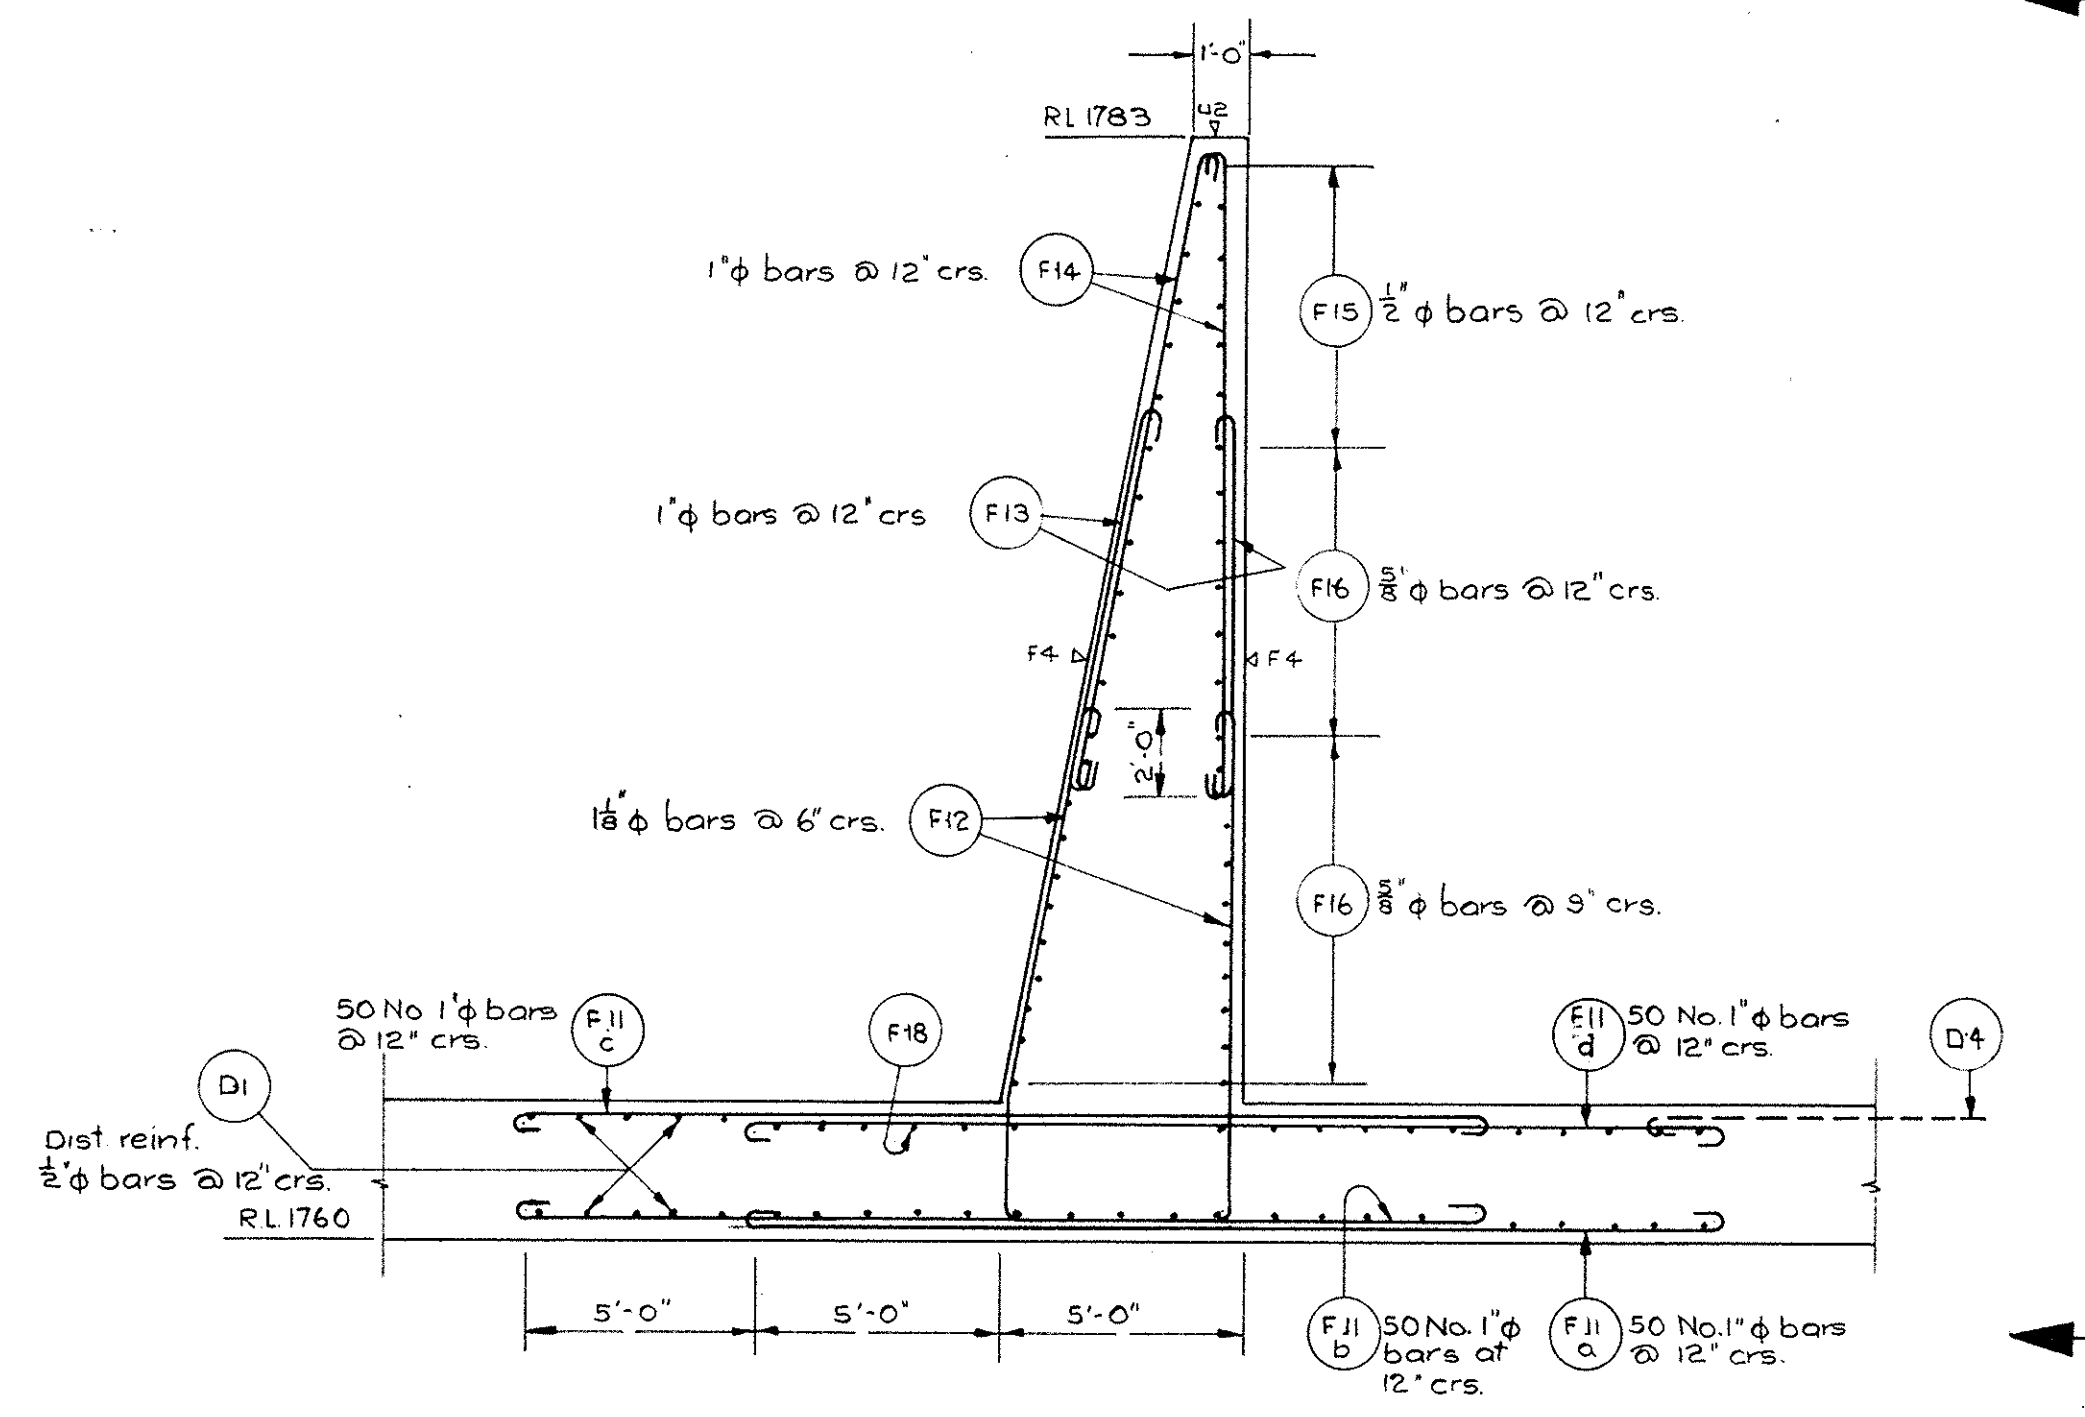 1'-0"
RL 1783
U2
1"φ bars @ 12" crs.
F14
F15
1/2" φ bars @ 12" crs.
1"φ bars @ 12" crs
F13
F16
5/8' φ bars @ 12" crs.
F4
F4
2'-0"
1 1/8"φ bars @ 6" crs.
F12
F16
5/8" φ bars @ 9" crs.
50 No 1"φ bars
@ 12" crs.
F11
c
F18
F11
d
50 No. 1"φ bars
@ 12" crs.
D4
D1
Dist. reinf.
1/2"φ bars @ 12" crs.
R.L. 1760
5'-0"
5'-0"
5'-0"
F11
b
50 No. 1"φ
bars at
12" crs.
F11
a
50 No. 1"φ bars
@ 12" crs.